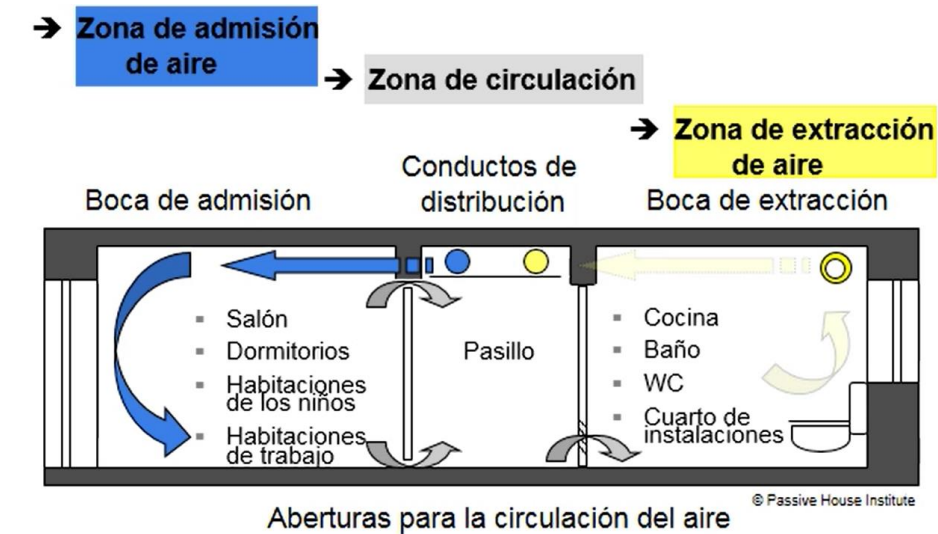 ➔ Zona de admisión
de aire
➔ Zona de circulación
➔ Zona de extracción
de aire
Boca de admisión
Conductos de
distribución
Boca de extracción
▪ Salón
▪ Dormitorios
▪ Habitaciones
de los niños
▪ Habitaciones
de trabajo
Pasillo
▪ Cocina
▪ Baño
▪ WC
▪ Cuarto de
instalaciones
© Passive House Institute
Aberturas para la circulación del aire